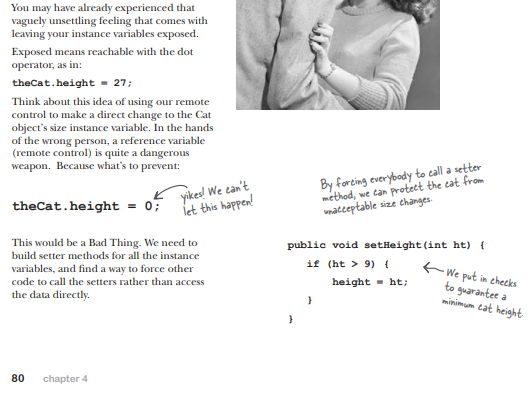 You may have already experienced that
vaguely unsettling feeling that comes with
leaving your instance variables exposed.
Exposed means reachable with the dot
operator, as in:
theCat.height = 27;
Think about this idea of using our remote
control to make a direct change to the Cat
object's size instance variable. In the hands
of the wrong person, a reference variable
(remote control) is quite a dangerous
weapon. Because what's to prevent:
theCat.height = 0;
yikes! We can't
let this happen!
This would be a Bad Thing. We need to
build setter methods for all the instance
variables, and find a way to force other
code to call the setters rather than access
the data directly.
By forcing everybody to call a setter
method, we can protect the cat from
unacceptable size changes.
public void setHeight(int ht) {
if (ht > 9) {
height = ht;
}
}
We put in checks
to guarantee a
minimum cat height.
80 chapter 4